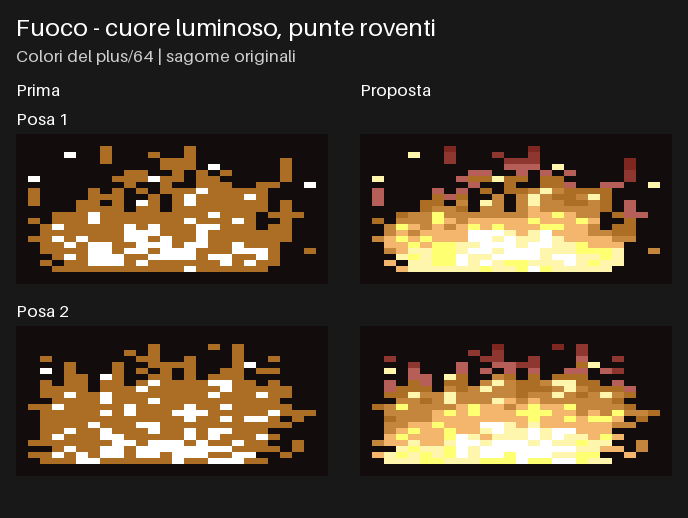 Fuoco - cuore luminoso, punte roventi
Colori del plus/64 | sagome originali
Prima
Proposta
Posa 1
Posa 2